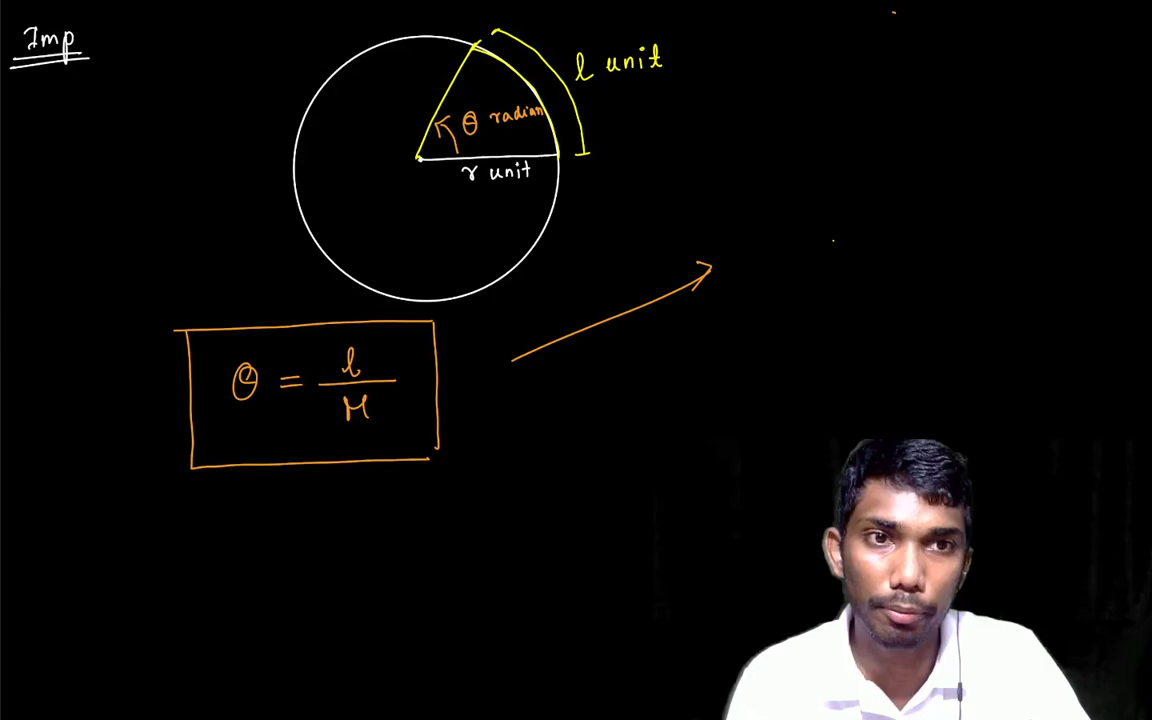 Imp
l unit
θ radian
r unit
θ = l / r